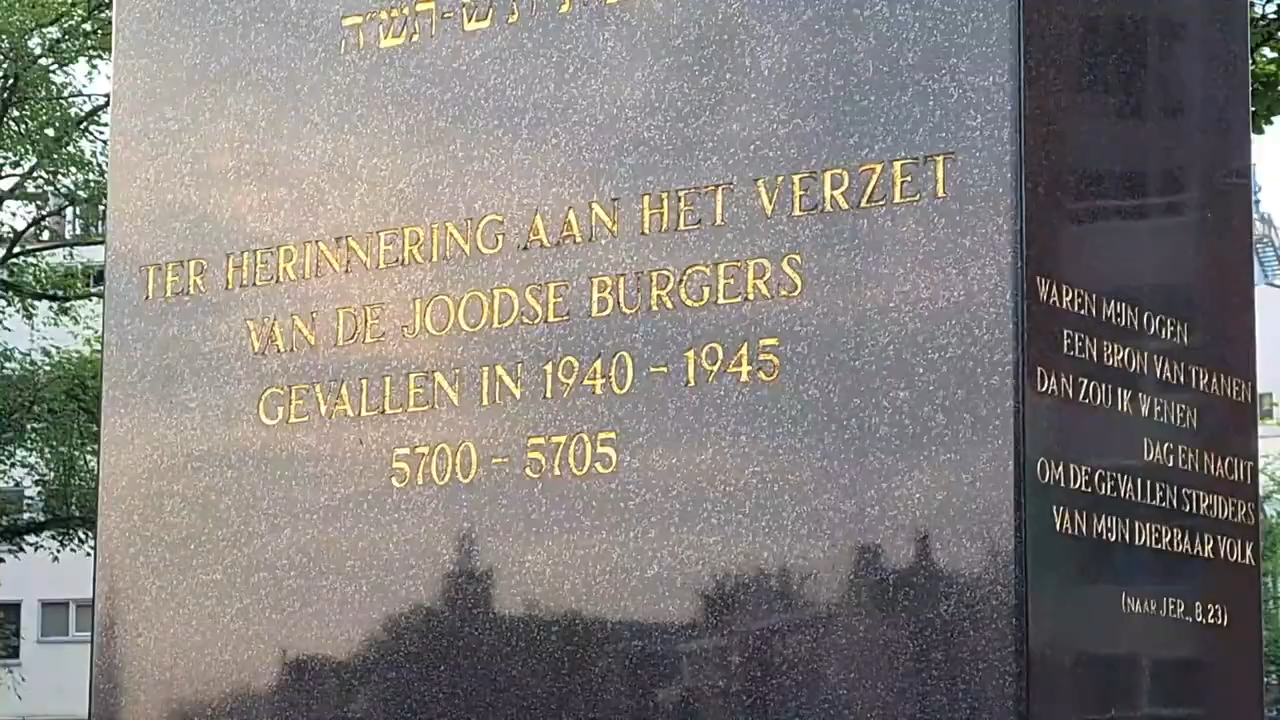 ת״ש-תש״ה
TER HERINNERING AAN HET VERZET
VAN DE JOODSE BURGERS
GEVALLEN IN 1940 - 1945
5700 - 5705
WAREN MIJN OGEN
EEN BRON VAN TRANEN
DAN ZOU IK WENEN
DAG EN NACHT
OM DE GEVALLEN STRIJDERS
VAN MIJN DIERBAAR VOLK
(NAAR JER., 8,23)